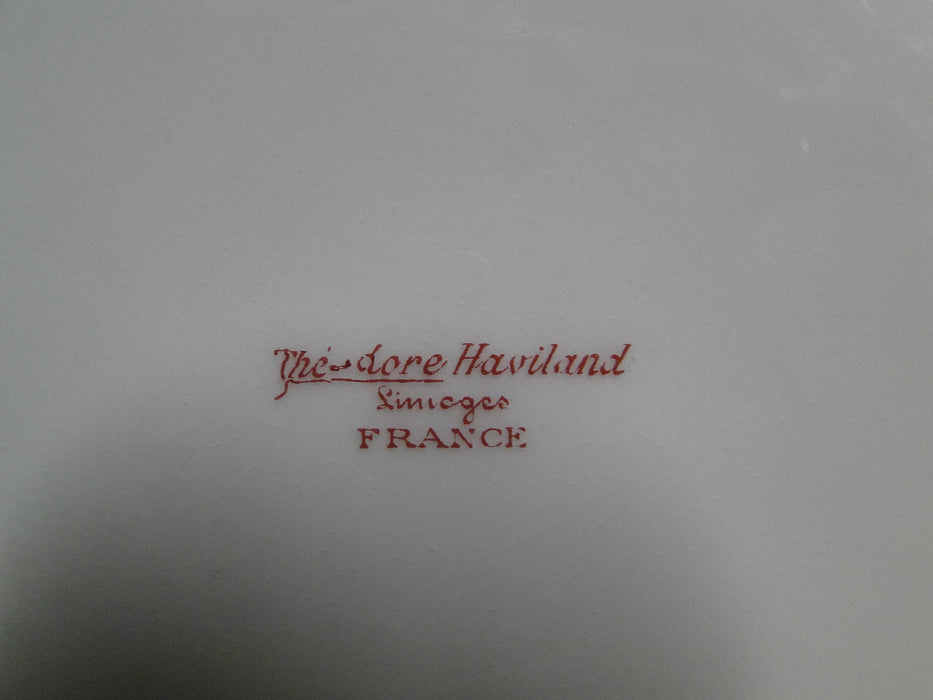 Théodore Haviland
Limoges
FRANCE